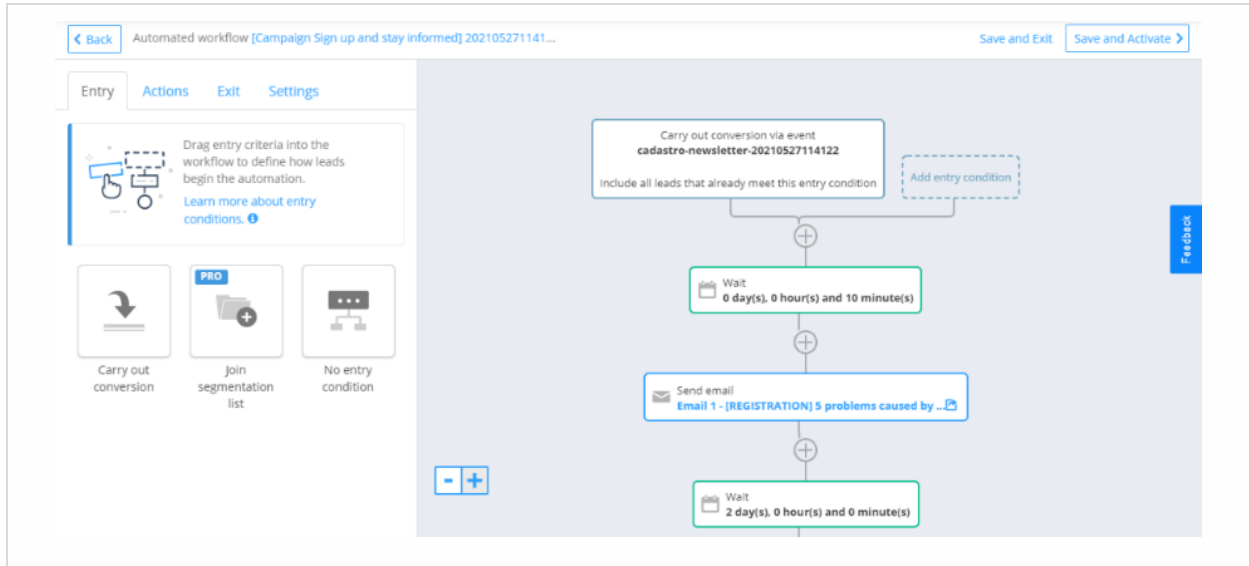 Back
Automated workflow [Campaign Sign up and stay informed] 202105271141...
Save and Exit
Save and Activate
Entry
Actions
Exit
Settings
Drag entry criteria into the
workflow to define how leads
begin the automation.
Learn more about entry
conditions.
Carry out
conversion
PRO
Join
segmentation
list
No entry
condition
Carry out conversion via event
cadastro-newsletter-20210527114122
Include all leads that already meet this entry condition
Add entry condition
Wait
0 day(s), 0 hour(s) and 10 minute(s)
Send email
Email 1 - [REGISTRATION] 5 problems caused by ...
Wait
2 day(s), 0 hour(s) and 0 minute(s)
- +
Feedback